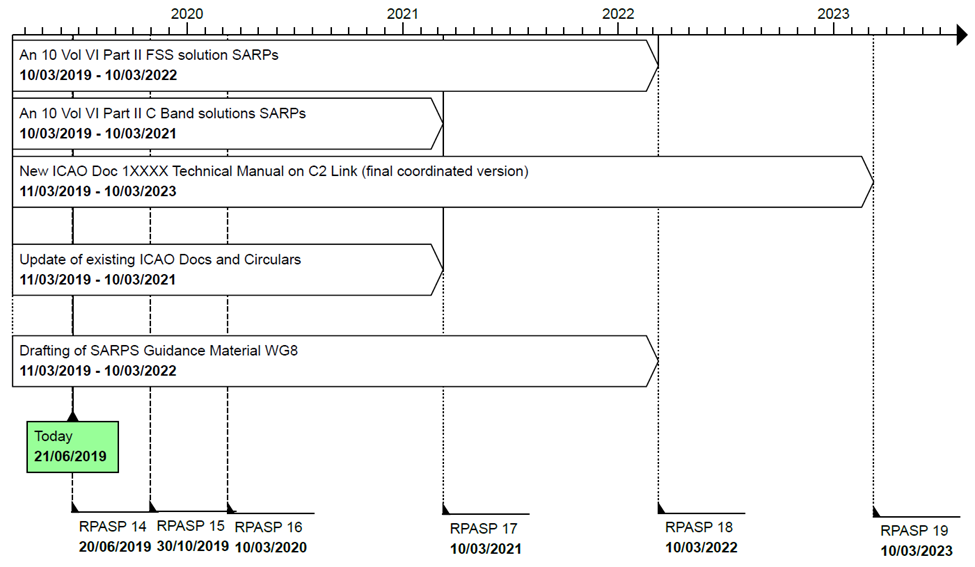 2020 2021 2022 2023
An 10 Vol VI Part II FSS solution SARPs
10/03/2019 - 10/03/2022
An 10 Vol VI Part II C Band solutions SARPs
10/03/2019 - 10/03/2021
New ICAO Doc 1XXXX Technical Manual on C2 Link (final coordinated version)
11/03/2019 - 10/03/2023
Update of existing ICAO Docs and Circulars
11/03/2019 - 10/03/2021
Drafting of SARPS Guidance Material WG8
11/03/2019 - 10/03/2022
Today
21/06/2019
RPASP 14
20/06/2019
RPASP 15
30/10/2019
RPASP 16
10/03/2020
RPASP 17
10/03/2021
RPASP 18
10/03/2022
RPASP 19
10/03/2023